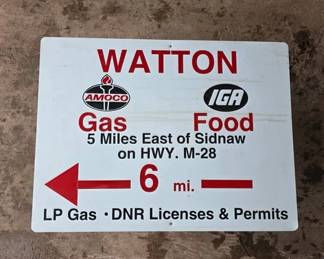 WATTON
AMOCO IGA
Gas Food
5 Miles East of Sidnaw
on HWY. M-28
6 mi.
LP Gas • DNR Licenses & Permits